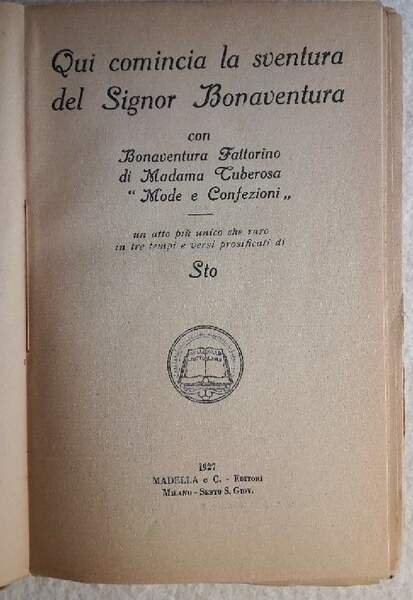 Qui comincia la sventura
del Signor Bonaventura
con
Bonaventura Fattorino
di Madama Tuberosa
“ Mode e Confezioni „
un atto più unico che raro
in tre tempi e versi prosificati di
Sto
1927
MADELLA e C. - EDITORI
MILANO - SESTO S. GIOV.